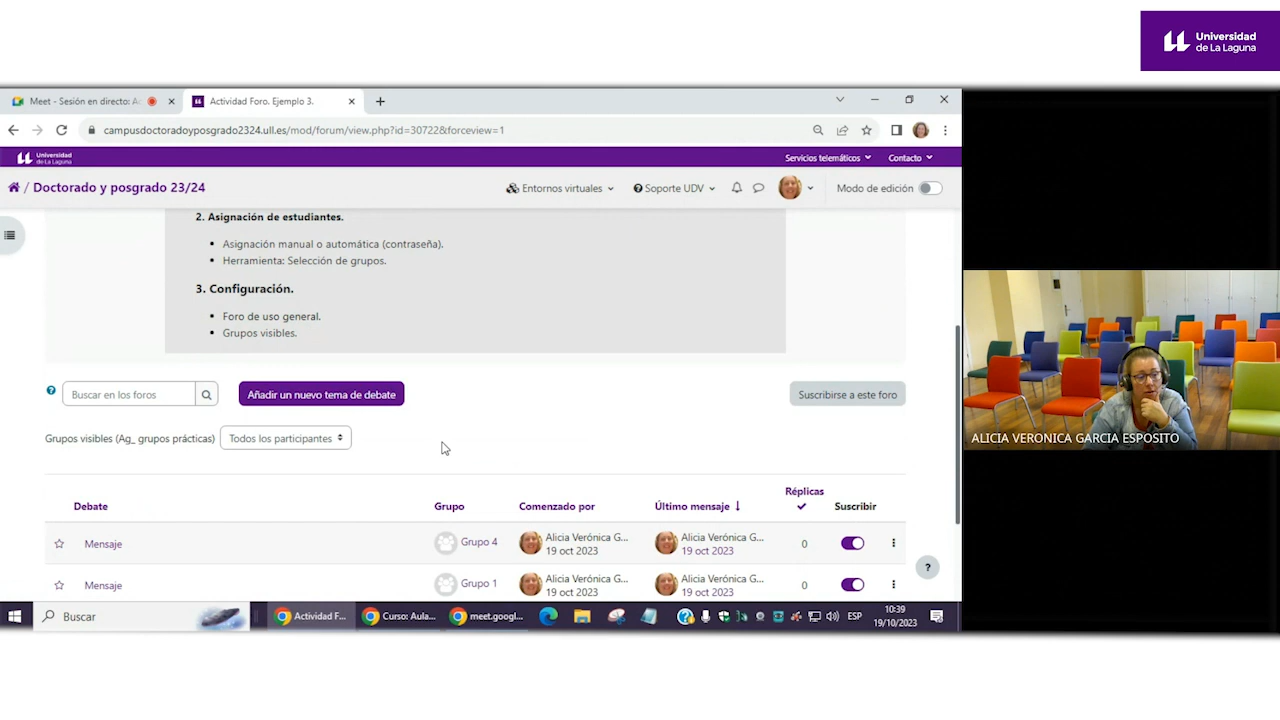 Universidad
de La Laguna
Meet - Sesión en directo: Ac
Actividad Foro. Ejemplo 3.
campusdoctoradoyposgrado2324.ull.es/mod/forum/view.php?id=30722&forceview=1
Universidad
de La Laguna
Servicios telemáticos
Contacto
/ Doctorado y posgrado 23/24
Entornos virtuales
Soporte UDV
Modo de edición
2. Asignación de estudiantes.
• Asignación manual o automática (contraseña).
• Herramienta: Selección de grupos.
3. Configuración.
• Foro de uso general.
• Grupos visibles.
Buscar en los foros
Añadir un nuevo tema de debate
Suscribirse a este foro
Grupos visibles (Ag_ grupos prácticas)
Todos los participantes
ALICIA VERONICA GARCIA ESPOSITO
Debate
Grupo
Comenzado por
Último mensaje ↓
Réplicas
Suscribir
Mensaje
Grupo 4
Alicia Verónica G...
19 oct 2023
Alicia Verónica G...
19 oct 2023
0
Mensaje
Grupo 1
Alicia Verónica G...
19 oct 2023
Alicia Verónica G...
19 oct 2023
0
?
Buscar
Actividad F...
Curso: Aula...
meet.googl...
ESP
10:39
19/10/2023